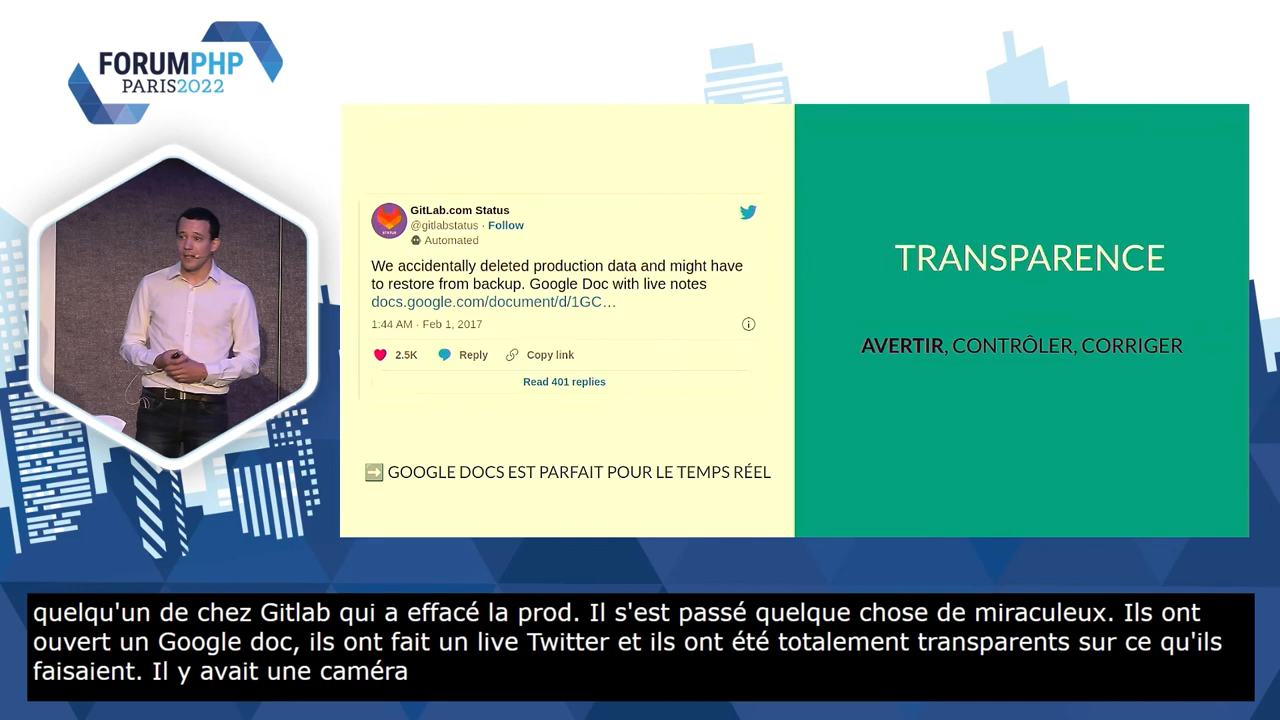 FORUMPHP
PARIS2022
GitLab.com Status
@gitlabstatus · Follow
Automated
We accidentally deleted production data and might have
to restore from backup. Google Doc with live notes
docs.google.com/document/d/1GC…
1:44 AM · Feb 1, 2017
2.5K Reply Copy link
Read 401 replies
➡ GOOGLE DOCS EST PARFAIT POUR LE TEMPS RÉEL
TRANSPARENCE
AVERTIR, CONTRÔLER, CORRIGER
quelqu'un de chez Gitlab qui a effacé la prod. Il s'est passé quelque chose de miraculeux. Ils ont
ouvert un Google doc, ils ont fait un live Twitter et ils ont été totalement transparents sur ce qu'ils
faisaient. Il y avait une caméra